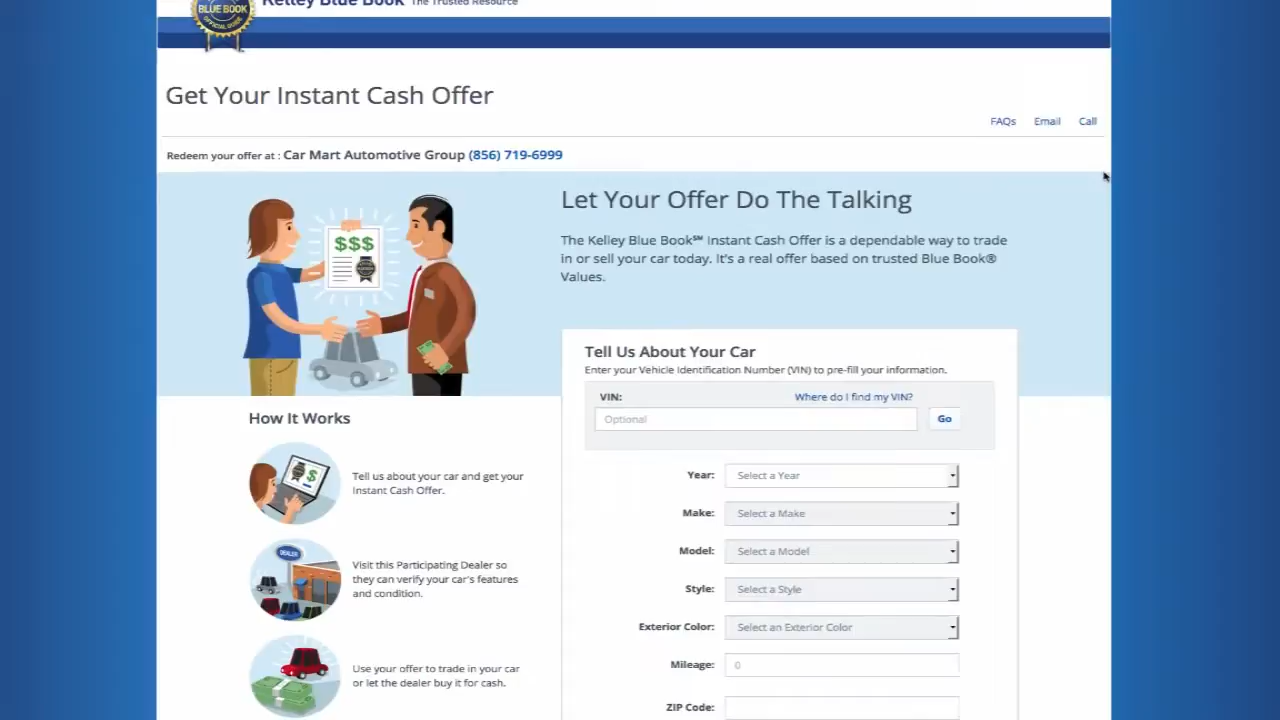 Kelley Blue Book The Trusted Resource
BLUE BOOK
OFFICIAL GUIDE
Get Your Instant Cash Offer
FAQs Email Call
Redeem your offer at : Car Mart Automotive Group (856) 719-6999
Let Your Offer Do The Talking
The Kelley Blue Book℠ Instant Cash Offer is a dependable way to trade
in or sell your car today. It's a real offer based on trusted Blue Book®
Values.
$$$
Tell Us About Your Car
Enter your Vehicle Identification Number (VIN) to pre-fill your information.
VIN: Where do I find my VIN?
Optional Go
How It Works
$
Tell us about your car and get your
Instant Cash Offer.
DEALER
Visit this Participating Dealer so
they can verify your car's features
and condition.
Use your offer to trade in your car
or let the dealer buy it for cash.
Year: Select a Year
Make: Select a Make
Model: Select a Model
Style: Select a Style
Exterior Color: Select an Exterior Color
Mileage: 0
ZIP Code: